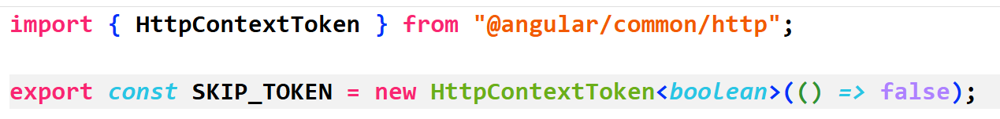 import { HttpContextToken } from "@angular/common/http";
export const SKIP_TOKEN = new HttpContextToken<boolean>(() => false);